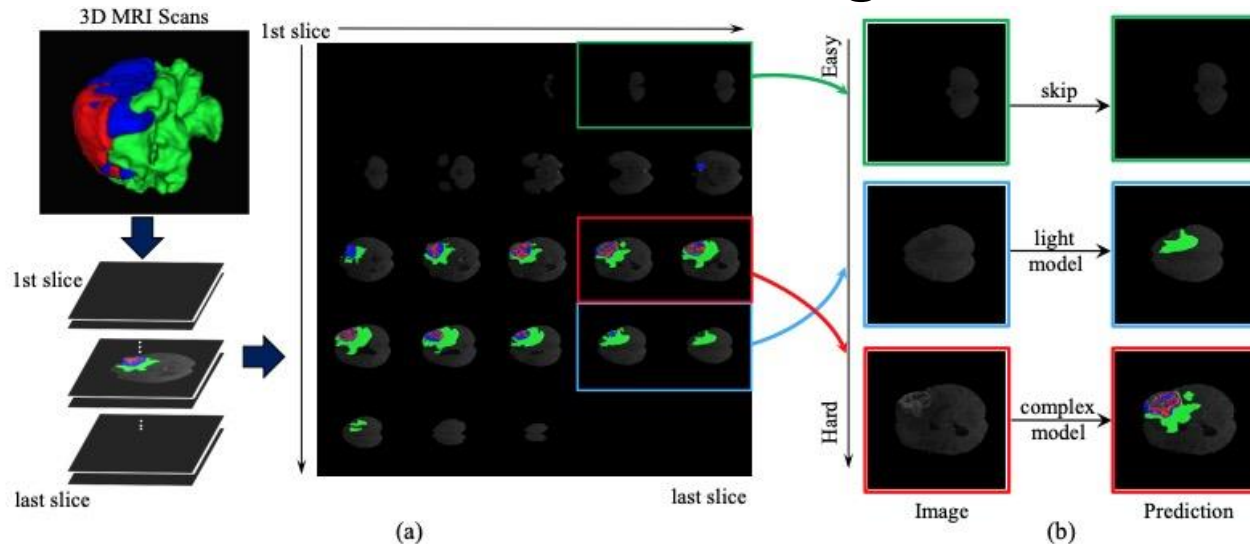 3D MRI Scans
1st slice
last slice
1st slice
last slice
(a)
Easy
Hard
skip
light
model
complex
model
Image
Prediction
(b)